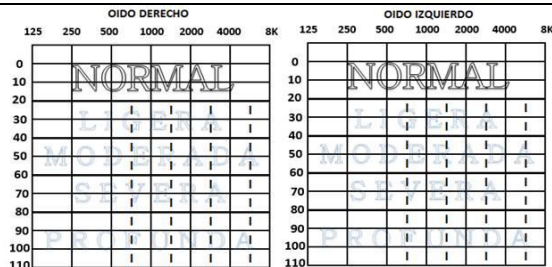 OIDO DERECHO
125 250 500 1000 2000 4000 8K
0
NORMAL
10
20
30 LIGERA
40
50 MODERADA
60
70 SEVERA
80
90
100 PROFUNDA
110
OIDO IZQUIERDO
125 250 500 1000 2000 4000 8K
0
NORMAL
10
20
30 LIGERA
40
50 MODERADA
60
70 SEVERA
80
90
100 PROFUNDA
110